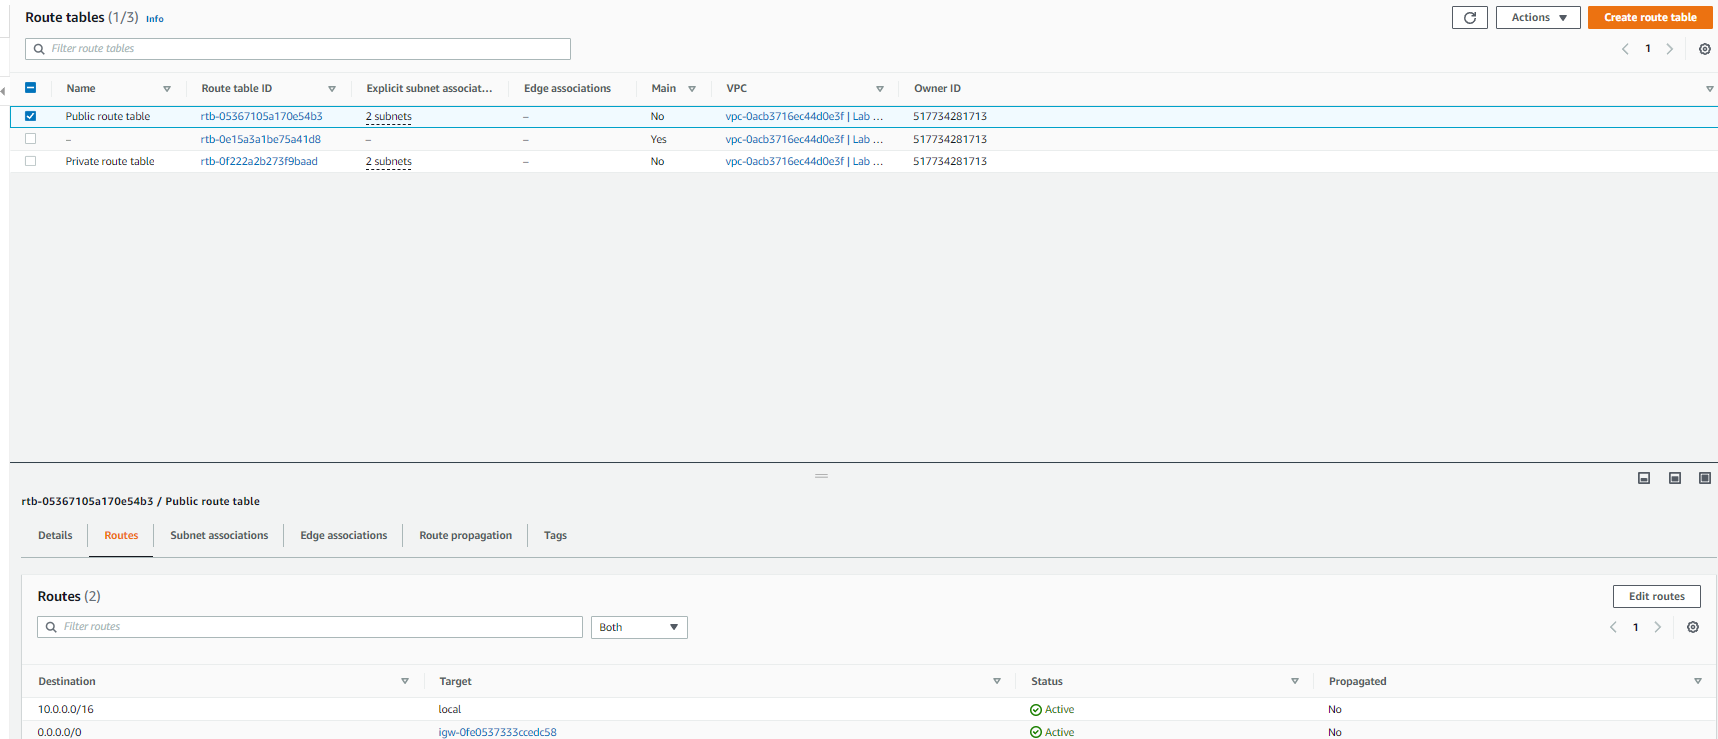 Route tables (1/3) Info
Actions
Create route table
Filter route tables
1
Name Route table ID Explicit subnet associat... Edge associations Main VPC Owner ID
Public route table rtb-05367105a170e54b3 2 subnets – No vpc-0acb3716ec44d0e3f | Lab ... 517734281713
– rtb-0e15a3a1be75a41d8 – – Yes vpc-0acb3716ec44d0e3f | Lab ... 517734281713
Private route table rtb-0f222a2b273f9baad 2 subnets – No vpc-0acb3716ec44d0e3f | Lab ... 517734281713
rtb-05367105a170e54b3 / Public route table
Details Routes Subnet associations Edge associations Route propagation Tags
Routes (2)
Edit routes
Filter routes
Both
1
Destination Target Status Propagated
10.0.0.0/16 local Active No
0.0.0.0/0 igw-0fe0537333ccedc58 Active No